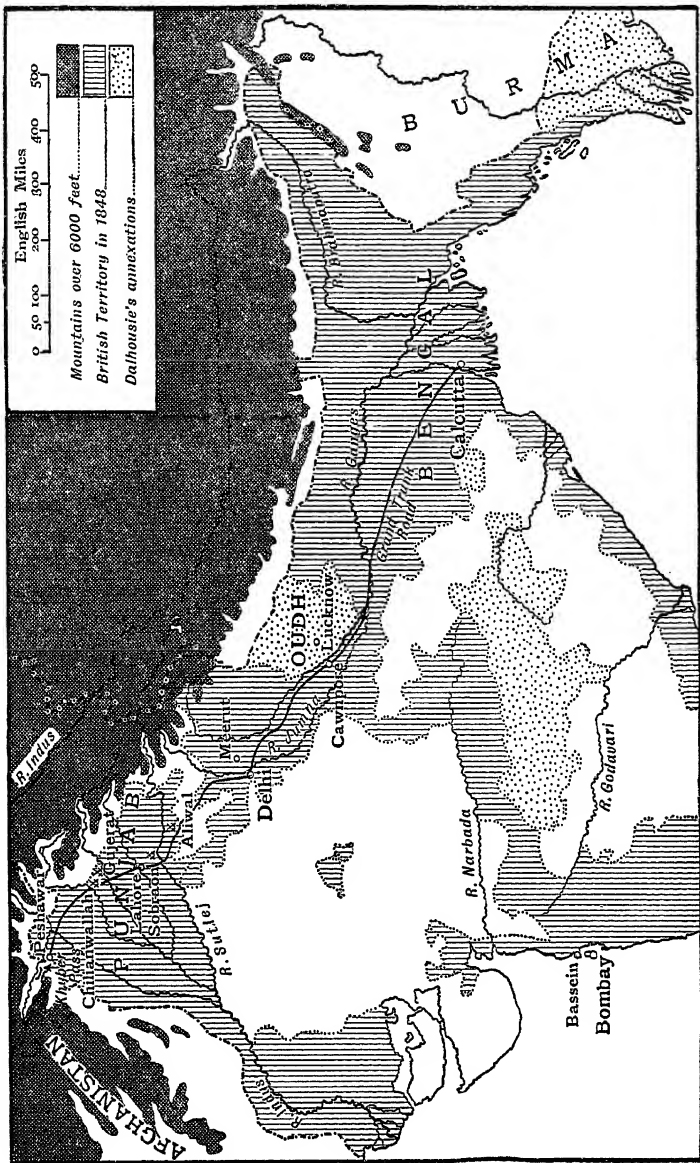 English Miles
0 50 100 200 300 400 500
Mountains over 6000 feet
British Territory in 1848
Dalhousie's annexations
AFGHANISTAN
R. Indus
Peshawar
Khyber
Pass
Chilianwallah
Gujerat
PUNJAB
Lahore
Sobraon
Aliwal
R. Sutlej
R. Indus
Meerut
Delhi
R. Jumna
OUDH
Lucknow
Cawnpore
R. Ganges
Grand Trunk
Road
BENGAL
Calcutta
R. Brahmaputra
BURMA
R. Narbada
R. Godavari
Bassein
Bombay